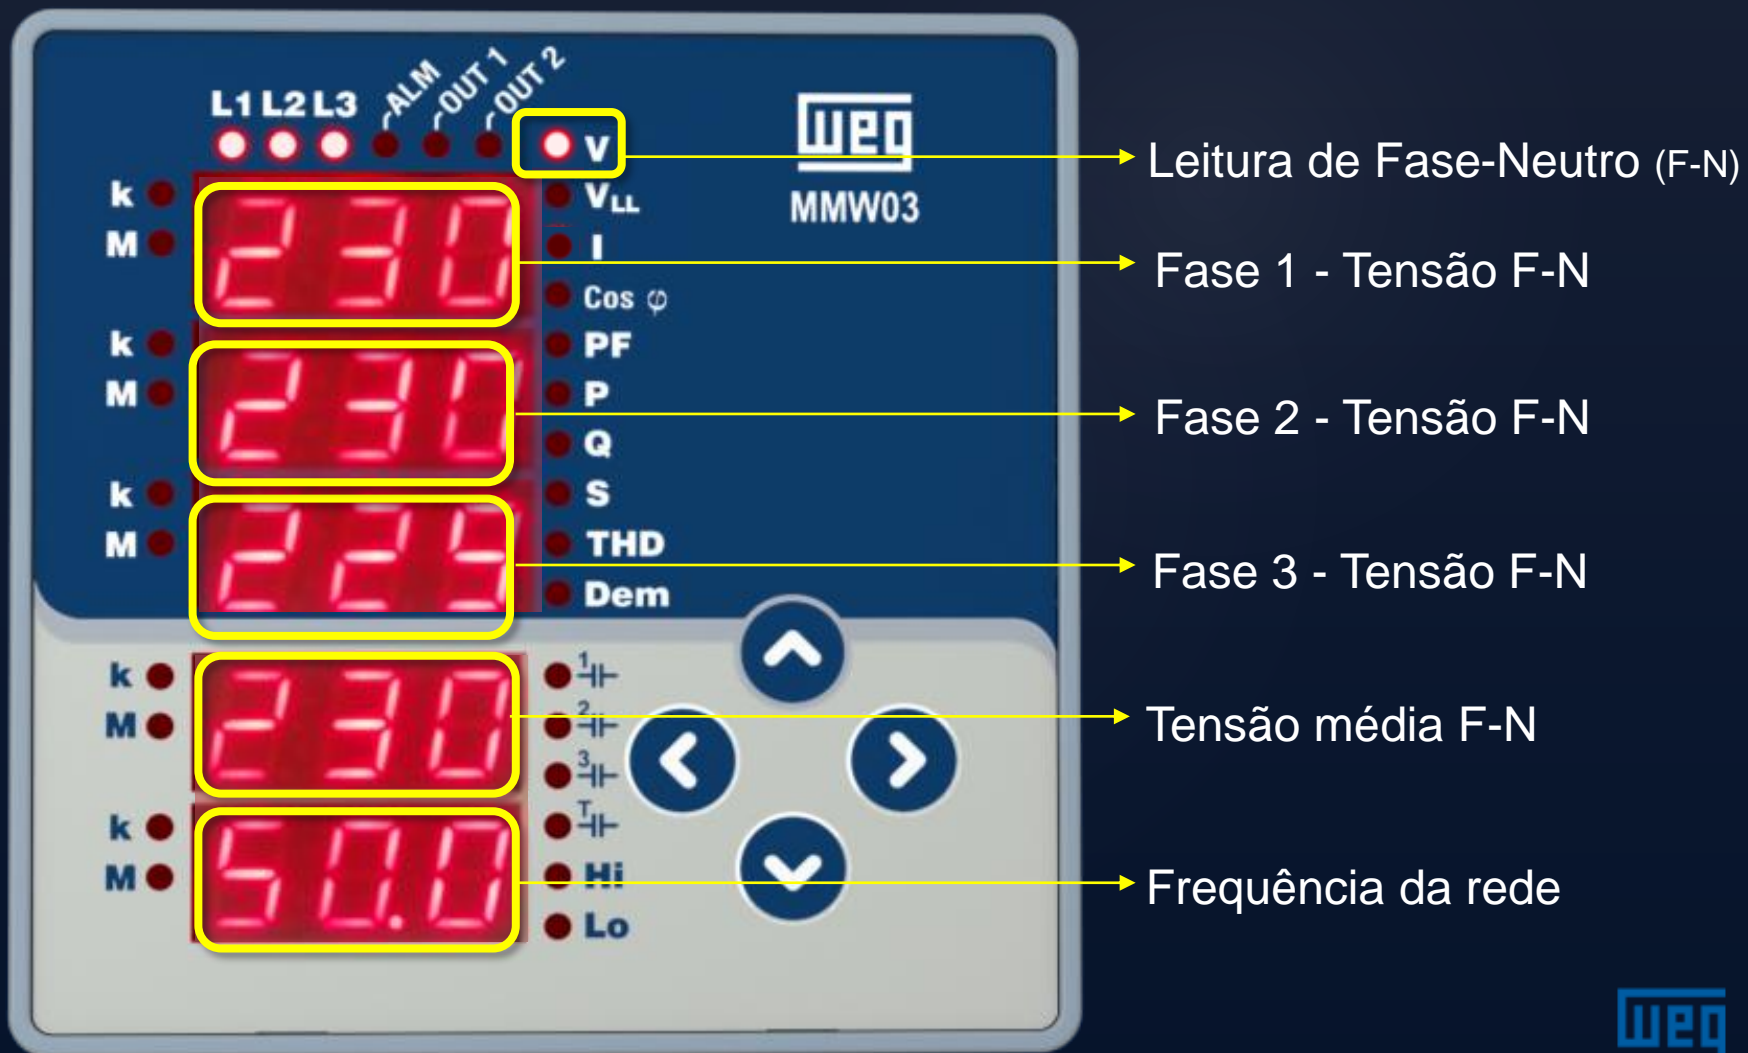 L1 L2 L3 ALM OUT 1 OUT 2
V
k
M
230
VLL
I
Cos φ
k
M
230
PF
P
Q
k
M
229
S
THD
Dem
k
M
230
1
2
3
k
M
50.0
T
Hi
Lo
WEG
MMW03
Leitura de Fase-Neutro (F-N)
Fase 1 - Tensão F-N
Fase 2 - Tensão F-N
Fase 3 - Tensão F-N
Tensão média F-N
Frequência da rede
WEG